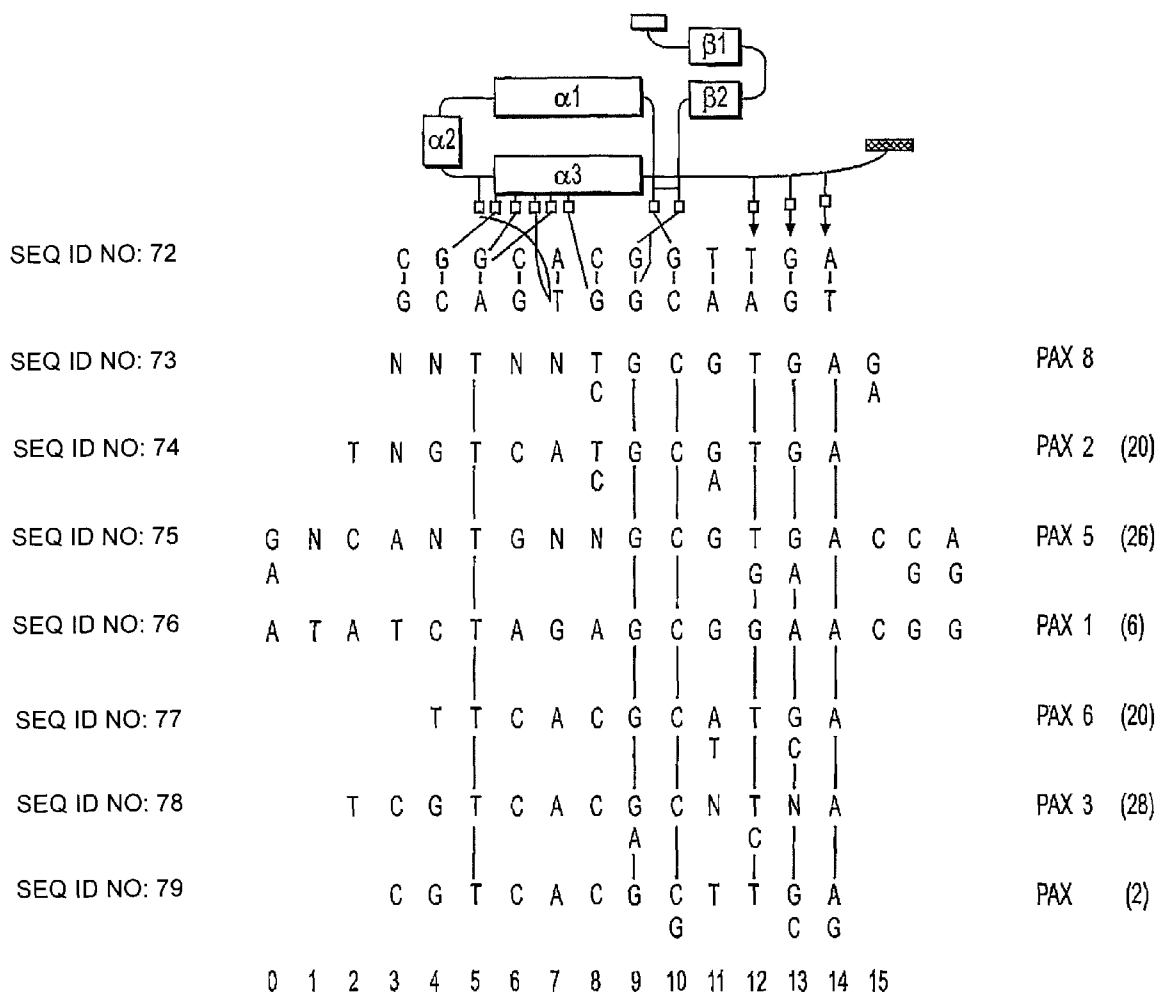 β1
β2
α1
α2
α3
SEQ ID NO: 72 C G G C A C G G T T G A
G C A G T G G C A A G T
SEQ ID NO: 73 N N T N N T G C G T G A G PAX 8
C A
SEQ ID NO: 74 T N G T C A T G C G T G A PAX 2 (20)
C A
SEQ ID NO: 75 G N C A N T G N N G C G T G A C C A PAX 5 (26)
A G A G G
SEQ ID NO: 76 A T A T C T A G A G C G G A A C G G PAX 1 (6)
SEQ ID NO: 77 T T C A C G C A T G A PAX 6 (20)
T C
SEQ ID NO: 78 T C G T C A C G C N T N A PAX 3 (28)
A C
SEQ ID NO: 79 C G T C A C G C T T G A PAX (2)
G C G
0 1 2 3 4 5 6 7 8 9 10 11 12 13 14 15